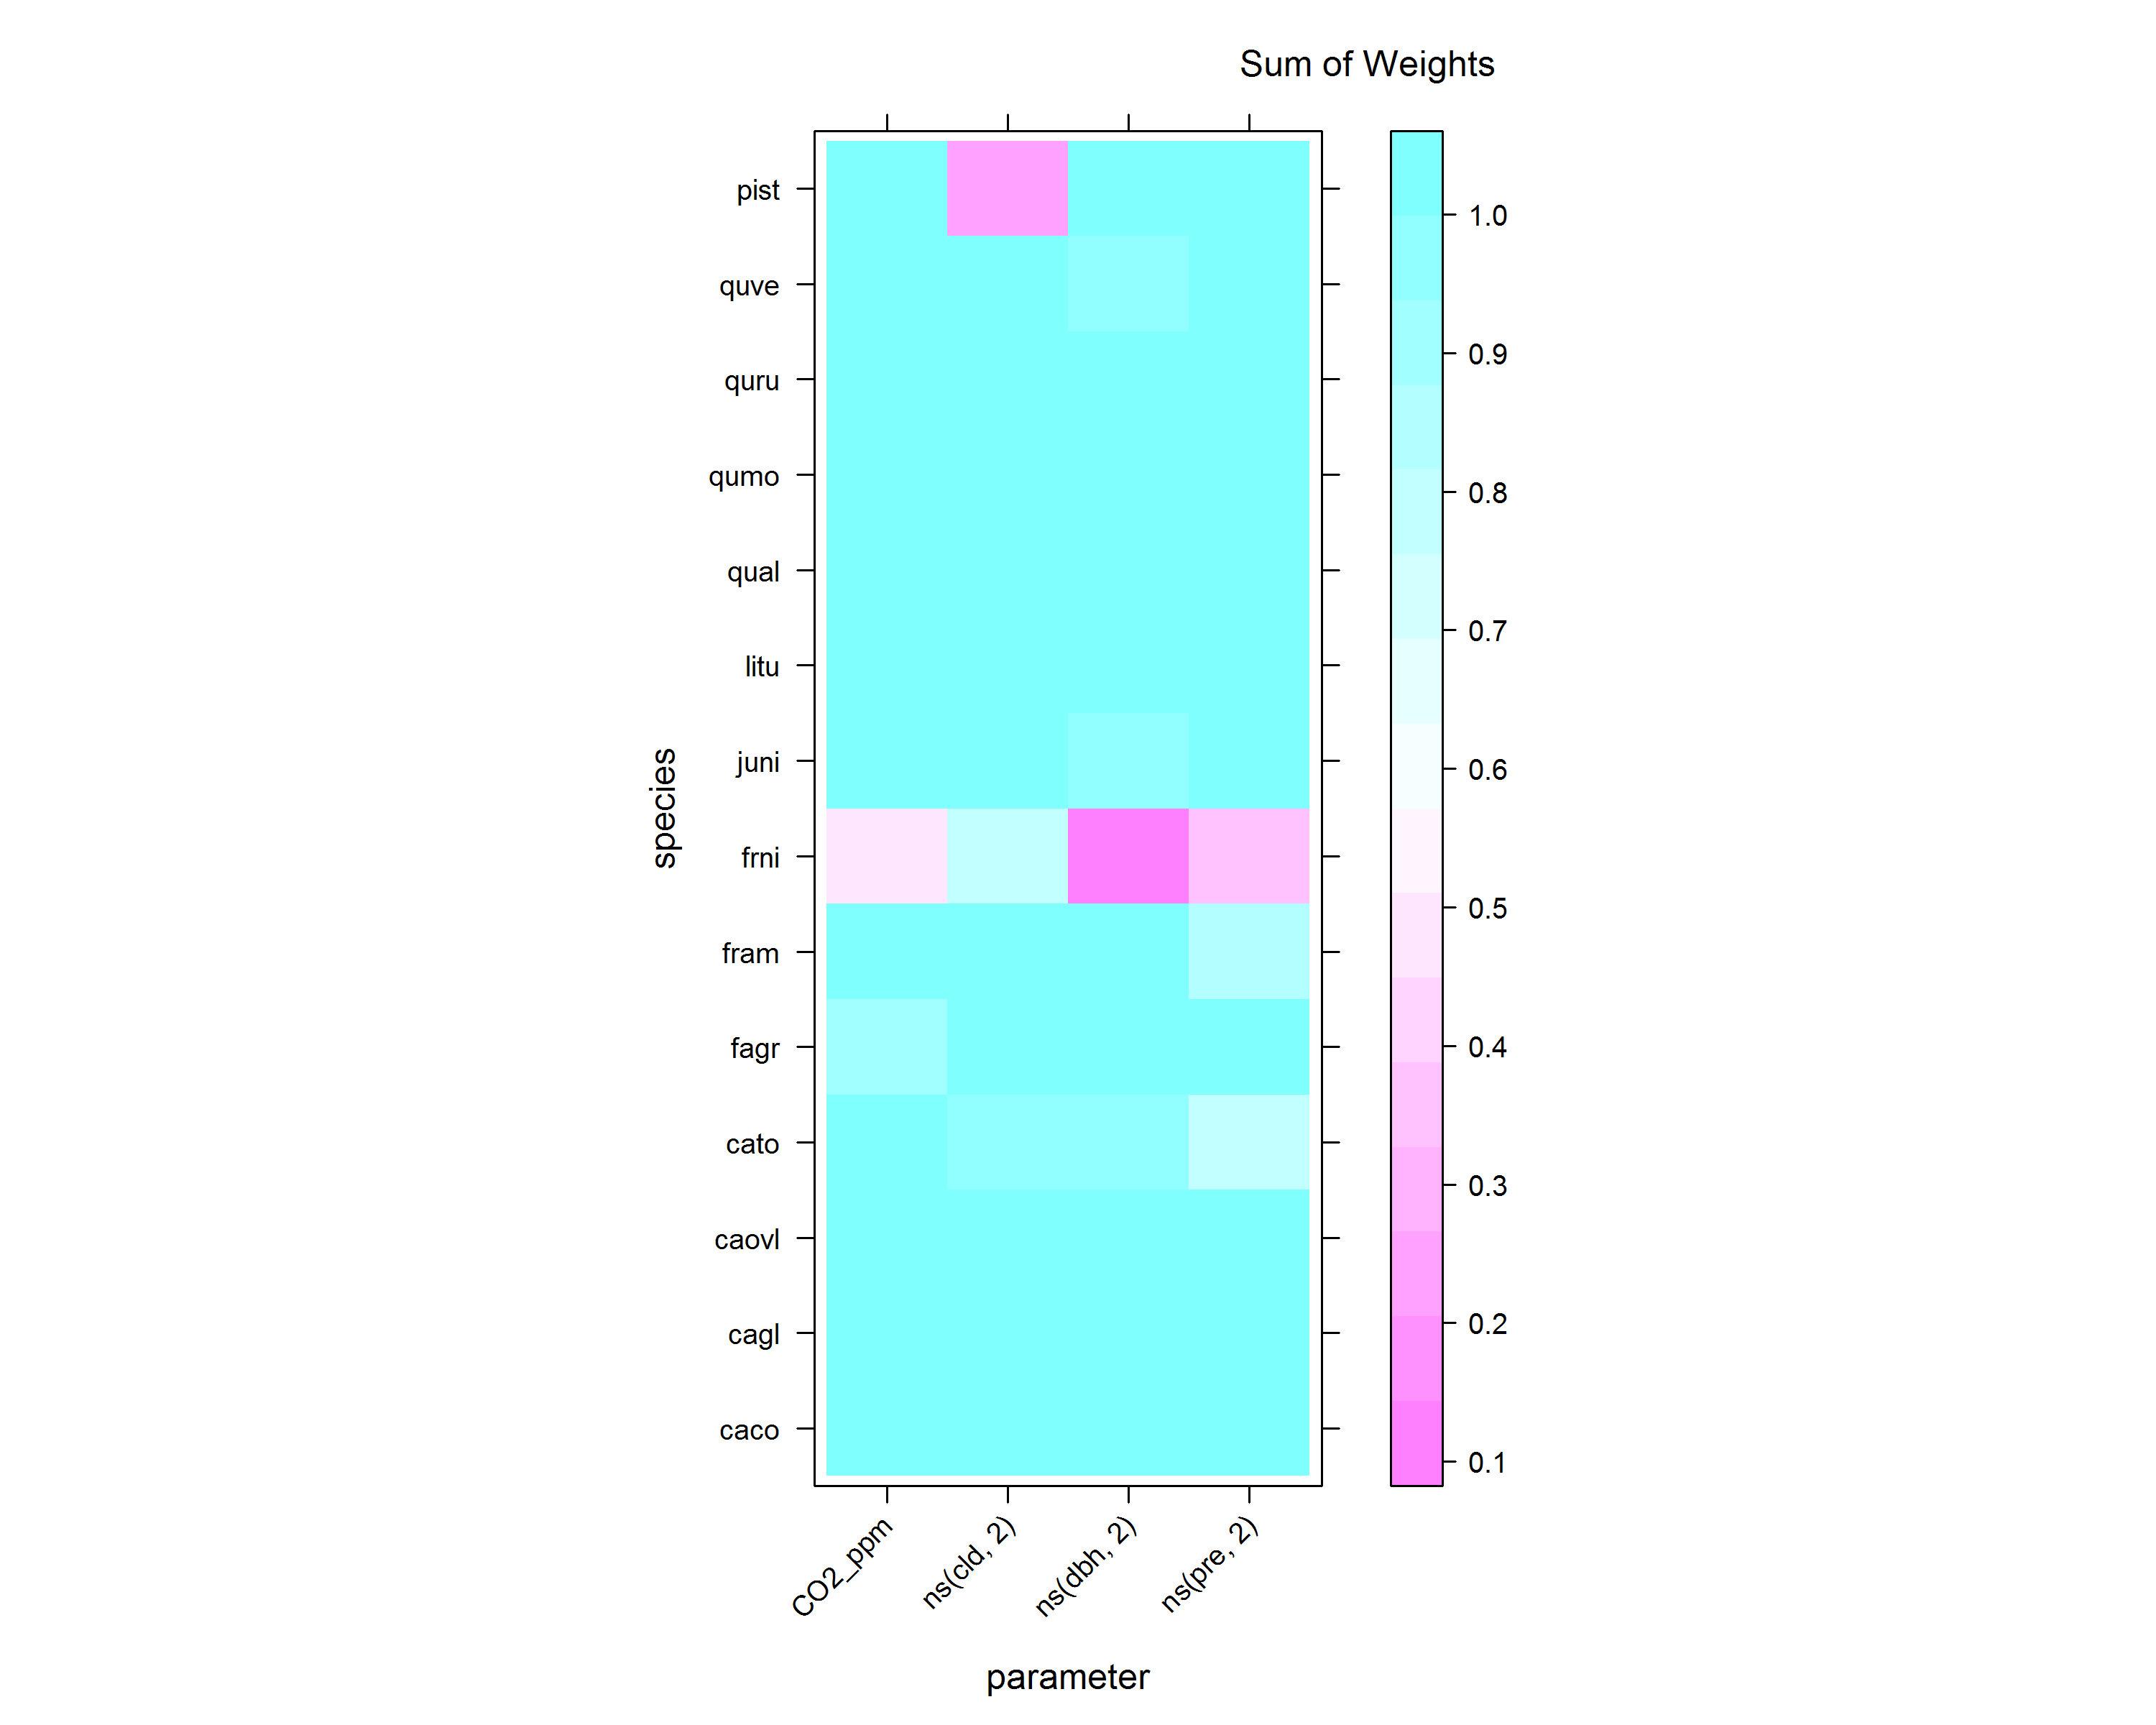 Sum of Weights
pist
quve
quru
qumo
qual
litu
juni
frni
fram
fagr
cato
caovl
cagl
caco
species
1.0
0.9
0.8
0.7
0.6
0.5
0.4
0.3
0.2
0.1
CO2_ppm
ns(cld, 2)
ns(dbh, 2)
ns(pre, 2)
parameter